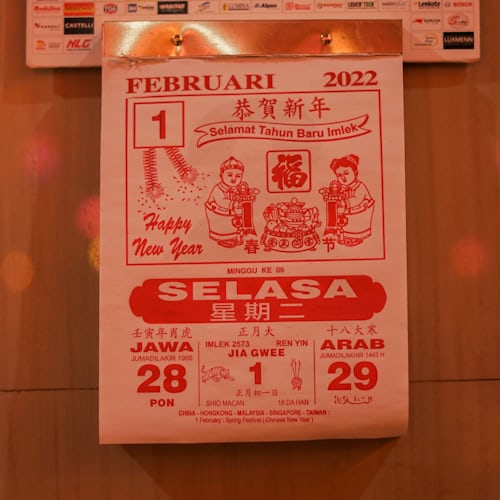 TOTAL
LUMINA
Alpen
BOSCH
CASTELLI
NLG
Lenkotz
LUXMENN
FEBRUARI 2022
1
恭賀新年
Selamat Tahun Baru Imlek
福
Happy
New Year
春 節
MINGGU KE 06
SELASA
星期二
壬寅年肖虎 正月大 十八大寒
JAWA
JUMADILAKIR 1955
28
PON
IMLEK 2573 REN YIN
JIA GWEE
1
正月初一日
SHIO MACAN 18 DA HAN
ARAB
JUMADILAKHIR 1443 H
29
CHINA - HONGKONG - MALAYSIA - SINGAPORE - TAIWAN :
1 February : Spring Festival ( Chinese New Year )